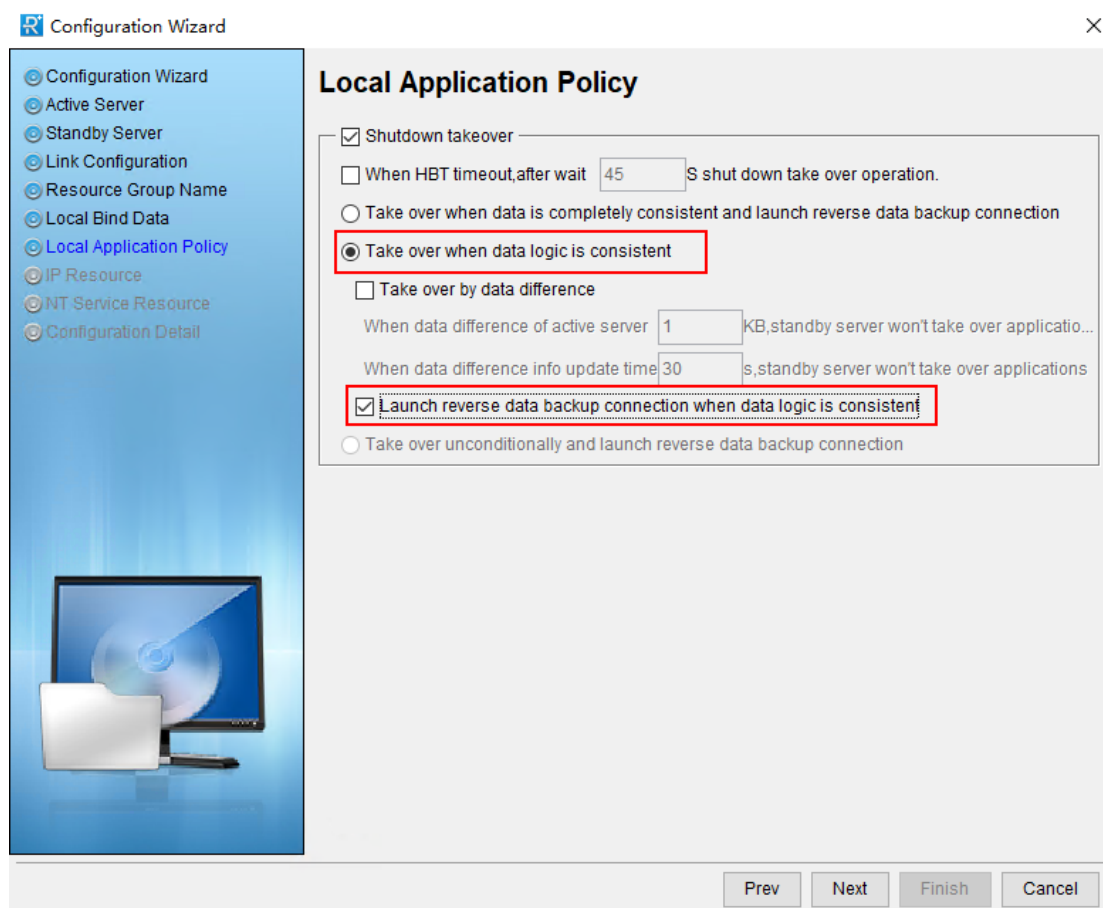 Configuration Wizard
Configuration Wizard
Active Server
Standby Server
Link Configuration
Resource Group Name
Local Bind Data
Local Application Policy
IP Resource
NT Service Resource
Configuration Detail
Local Application Policy
Shutdown takeover
When HBT timeout,after wait 45 S shut down take over operation.
Take over when data is completely consistent and launch reverse data backup connection
Take over when data logic is consistent
Take over by data difference
When data difference of active server 1 KB,standby server won't take over applicatio...
When data difference info update time 30 s,standby server won't take over applications
Launch reverse data backup connection when data logic is consistent
Take over unconditionally and launch reverse data backup connection
Prev Next Finish Cancel